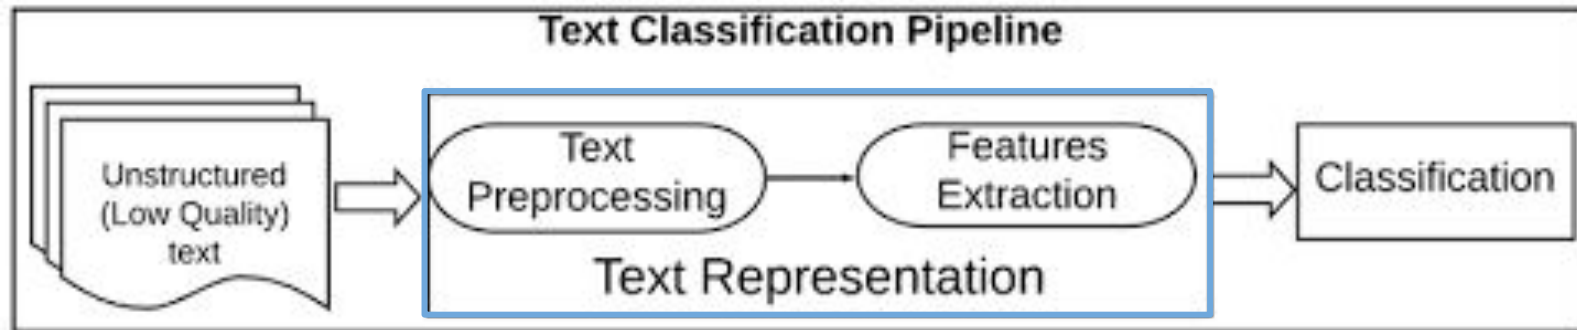 Text Classification Pipeline
Unstructured
(Low Quality)
text
Text
Preprocessing
Features
Extraction
Text Representation
Classification